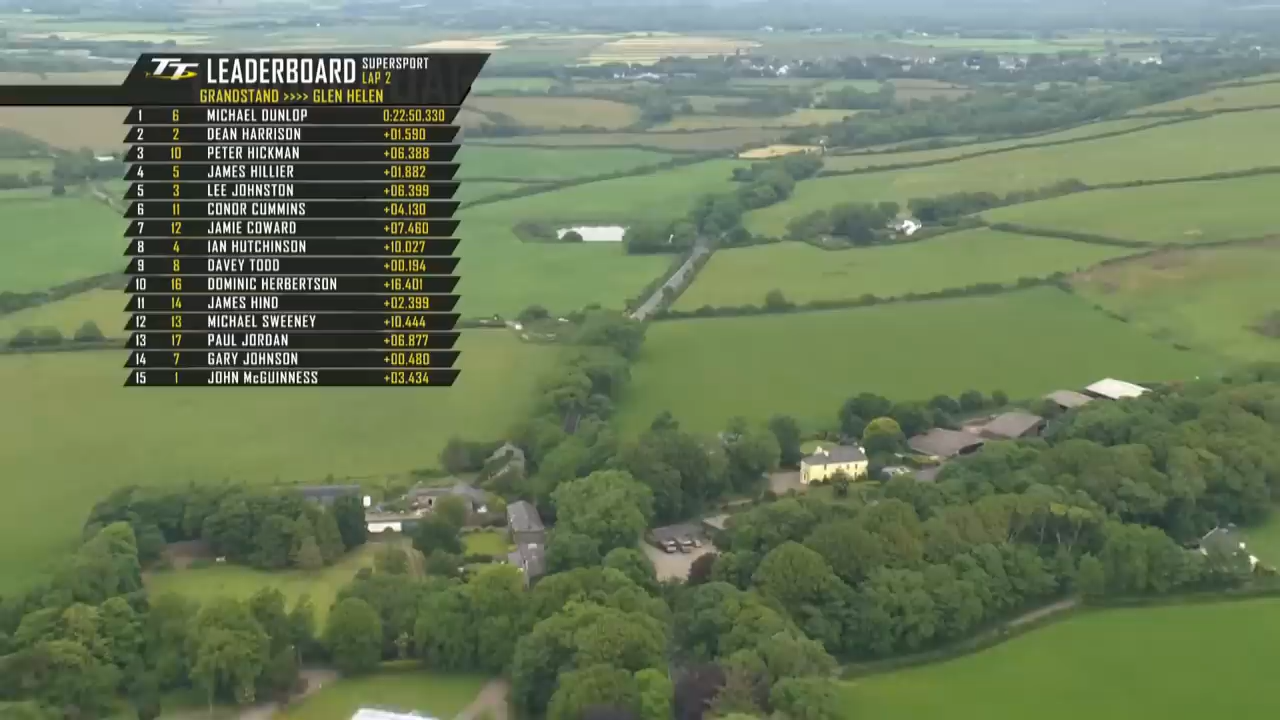 TT LEADERBOARD SUPERSPORT
LAP 2
GRANDSTAND >>>> GLEN HELEN
1 6 MICHAEL DUNLOP 0:22:50.330
2 2 DEAN HARRISON +01.590
3 10 PETER HICKMAN +06.388
4 5 JAMES HILLIER +01.882
5 3 LEE JOHNSTON +06.399
6 11 CONOR CUMMINS +04.130
7 12 JAMIE COWARD +07.460
8 4 IAN HUTCHINSON +10.027
9 8 DAVEY TODD +00.194
10 16 DOMINIC HERBERTSON +16.401
11 14 JAMES HIND +02.399
12 13 MICHAEL SWEENEY +10.444
13 17 PAUL JORDAN +06.877
14 7 GARY JOHNSON +00.480
15 1 JOHN McGUINNESS +03.434